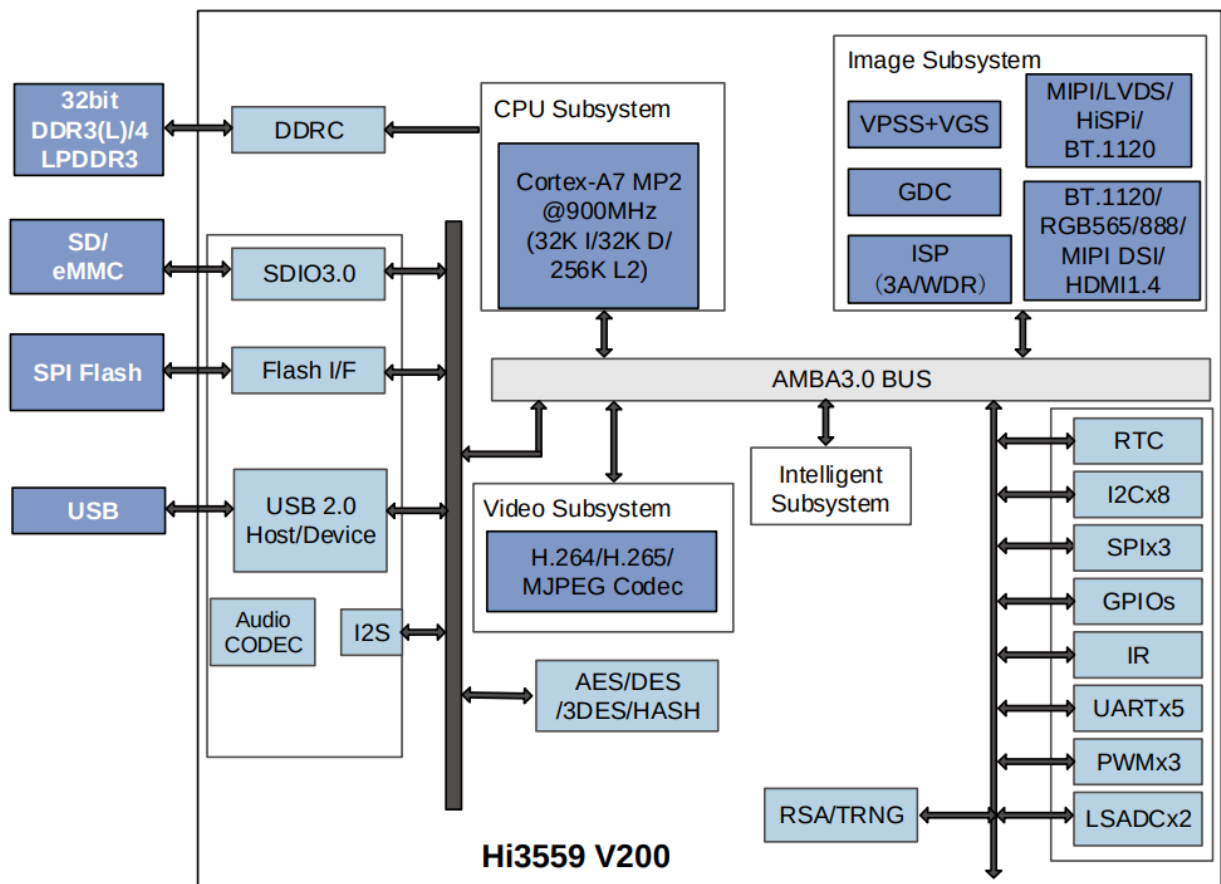 32bit
DDR3(L)/4
LPDDR3
DDRC
CPU Subsystem
Cortex-A7 MP2
@900MHz
(32K I/32K D/
256K L2)
Image Subsystem
VPSS+VGS
GDC
ISP
（3A/WDR）
MIPI/LVDS/
HiSPi/
BT.1120
BT.1120/
RGB565/888/
MIPI DSI/
HDMI1.4
SD/
eMMC
SDIO3.0
SPI Flash
Flash I/F
AMBA3.0 BUS
USB
USB 2.0
Host/Device
Video Subsystem
H.264/H.265/
MJPEG Codec
Intelligent
Subsystem
Audio
CODEC
I2S
AES/DES
/3DES/HASH
RTC
I2Cx8
SPIx3
GPIOs
IR
UARTx5
PWMx3
LSADCx2
RSA/TRNG
Hi3559 V200